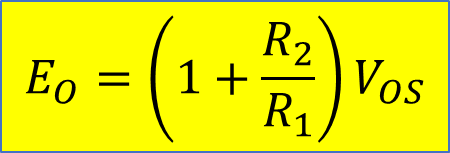 E_O = (1 + R_2/R_1) V_OS